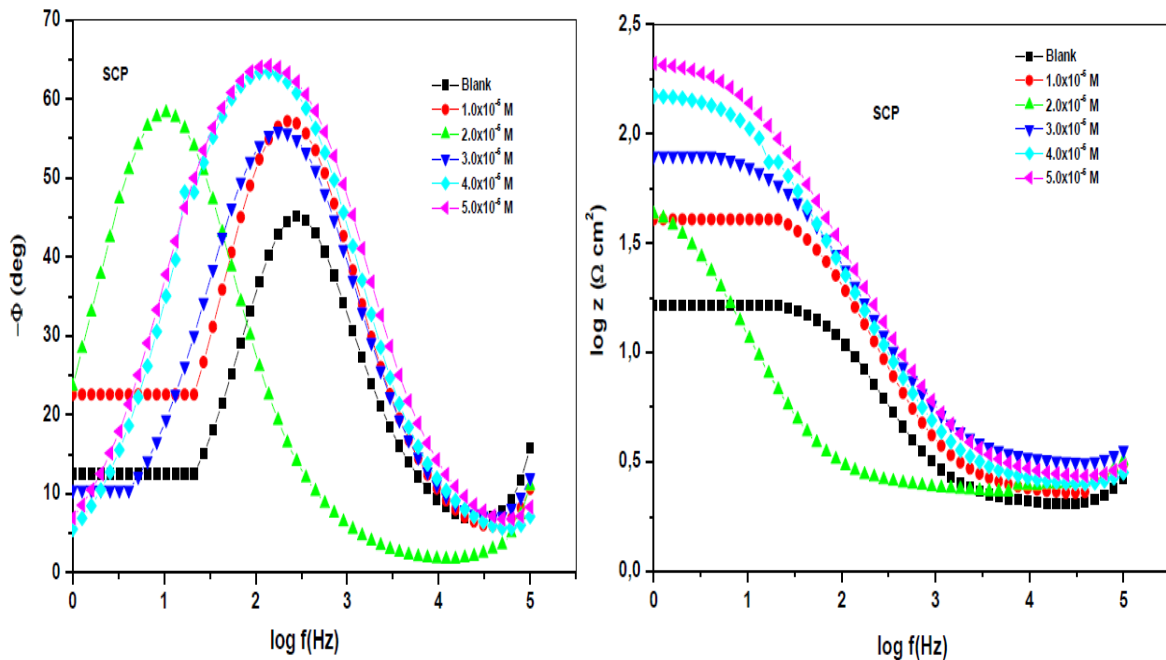 70
60
50
40
30
20
10
0
0
1
2
3
4
5
SCP
Blank
1.0x10⁻⁵ M
2.0x10⁻⁵ M
3.0x10⁻⁵ M
4.0x10⁻⁵ M
5.0x10⁻⁵ M
−Φ (deg)
log f(Hz)
2,5
2,0
1,5
1,0
0,5
0,0
0
1
2
3
4
5
SCP
Blank
1.0x10⁻⁵ M
2.0x10⁻⁵ M
3.0x10⁻⁵ M
4.0x10⁻⁵ M
5.0x10⁻⁵ M
log z (Ω cm²)
log f(Hz)